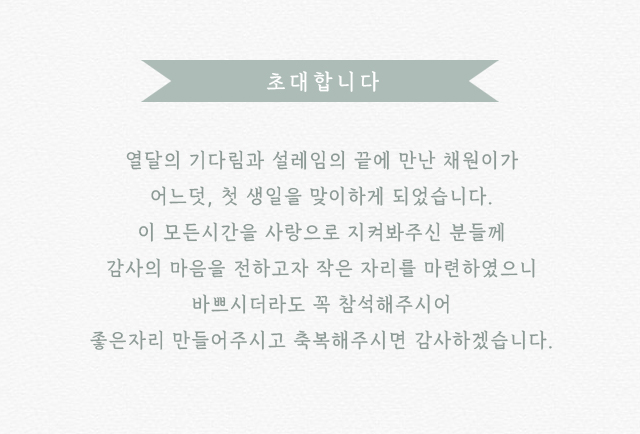 초대합니다
열달의 기다림과 설레임의 끝에 만난 채원이가
어느덧, 첫 생일을 맞이하게 되었습니다.
이 모든시간을 사랑으로 지켜봐주신 분들께
감사의 마음을 전하고자 작은 자리를 마련하였으니
바쁘시더라도 꼭 참석해주시어
좋은자리 만들어주시고 축복해주시면 감사하겠습니다.